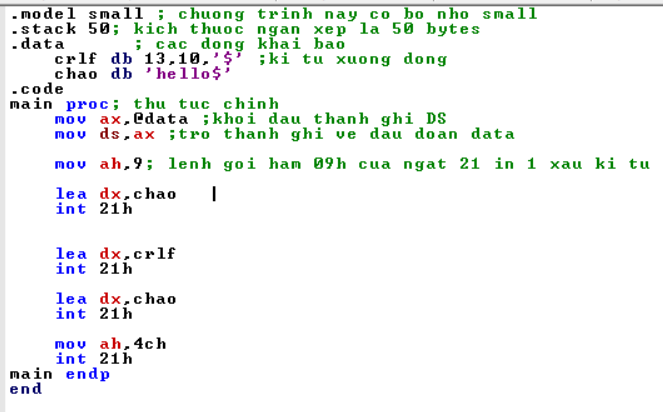 .model small ; chuong trinh nay co bo nho small
.stack 50; kich thuoc ngan xep la 50 bytes
.data ; cac dong khai bao
crlf db 13,10,'$' ;ki tu xuong dong
chao db 'hello$'
.code
main proc; thu tuc chinh
mov ax,@data ;khoi dau thanh ghi DS
mov ds,ax ;tro thanh ghi ve dau doan data
mov ah,9; lenh goi ham 09h cua ngat 21 in 1 xau ki tu
lea dx,chao
int 21h
lea dx,crlf
int 21h
lea dx,chao
int 21h
mov ah,4ch
int 21h
main endp
end